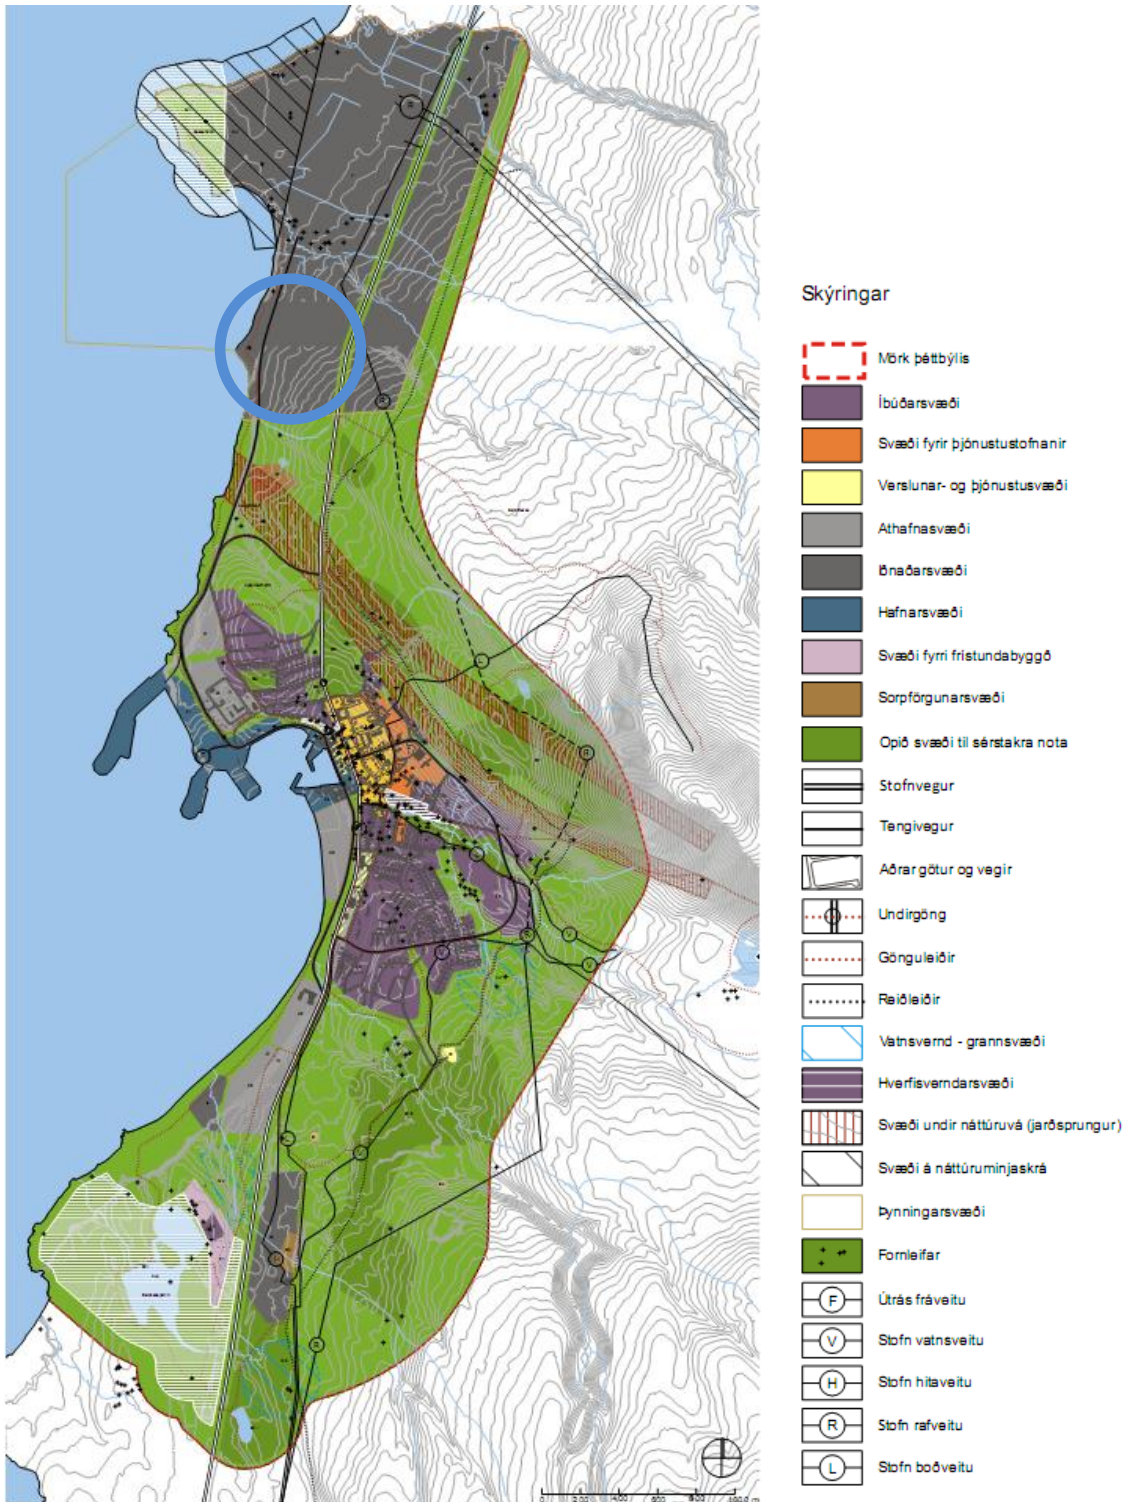 Skýringar
Mörk þéttbýlis
Íbúðarsvæði
Svæði fyrir þjónustustofnanir
Verslunar- og þjónustusvæði
Athafnasvæði
Iðnaðarsvæði
Hafnarsvæði
Svæði fyrri frístundabyggð
Sorpförgunarsvæði
Opið svæði til sérstakra nota
Stofnvegur
Tengivegur
Aðrar götur og vegir
Undirgöng
Gönguleiðir
Reiðleiðir
Vatnsvernd - grannsvæði
Hverfisverndarsvæði
Svæði undir náttúruvá (jarðsprungur)
Svæði á náttúruminjaskrá
Þynningarsvæði
Fornleifar
F Útrás fráveitu
V Stofn vatnsveitu
H Stofn hitaveitu
R Stofn rafveitu
L Stofn boðveitu